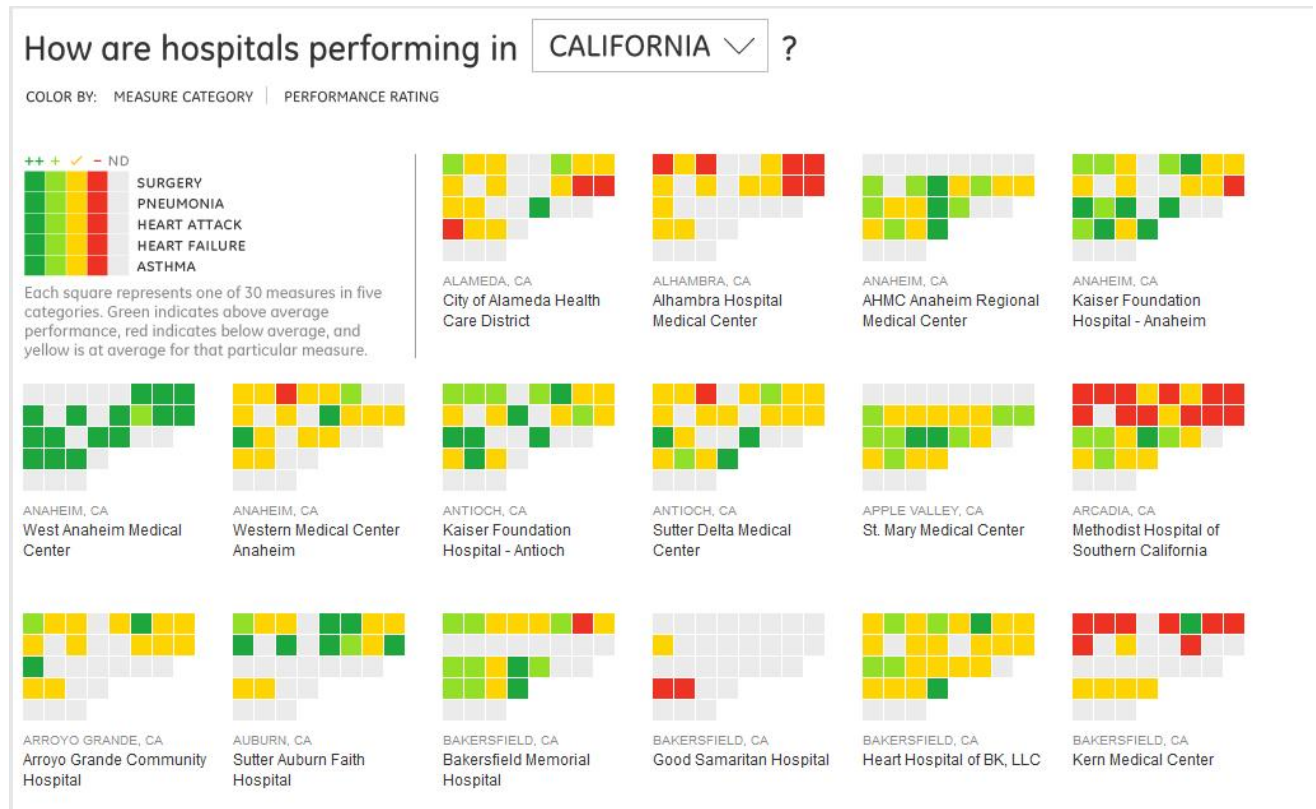 How are hospitals performing in CALIFORNIA ?
COLOR BY: MEASURE CATEGORY | PERFORMANCE RATING
++ + ✓ − ND
SURGERY
PNEUMONIA
HEART ATTACK
HEART FAILURE
ASTHMA
Each square represents one of 30 measures in five
categories. Green indicates above average
performance, red indicates below average, and
yellow is at average for that particular measure.
ALAMEDA, CA
City of Alameda Health
Care District
ALHAMBRA, CA
Alhambra Hospital
Medical Center
ANAHEIM, CA
AHMC Anaheim Regional
Medical Center
ANAHEIM, CA
Kaiser Foundation
Hospital - Anaheim
ANAHEIM, CA
West Anaheim Medical
Center
ANAHEIM, CA
Western Medical Center
Anaheim
ANTIOCH, CA
Kaiser Foundation
Hospital - Antioch
ANTIOCH, CA
Sutter Delta Medical
Center
APPLE VALLEY, CA
St. Mary Medical Center
ARCADIA, CA
Methodist Hospital of
Southern California
ARROYO GRANDE, CA
Arroyo Grande Community
Hospital
AUBURN, CA
Sutter Auburn Faith
Hospital
BAKERSFIELD, CA
Bakersfield Memorial
Hospital
BAKERSFIELD, CA
Good Samaritan Hospital
BAKERSFIELD, CA
Heart Hospital of BK, LLC
BAKERSFIELD, CA
Kern Medical Center